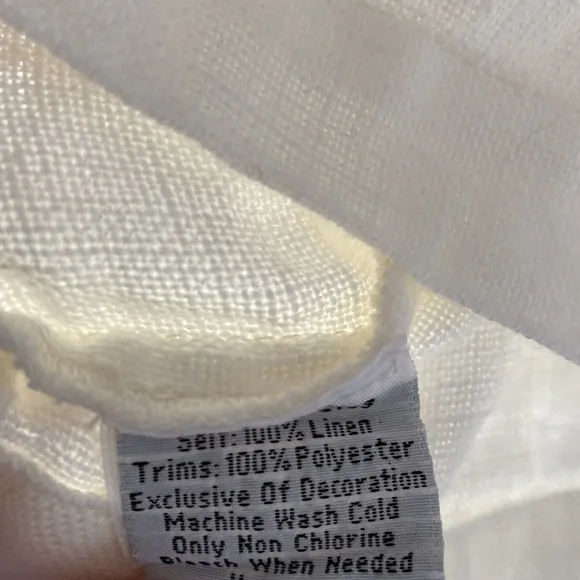 Self: 100% Linen
Trims: 100% Polyester
Exclusive Of Decoration
Machine Wash Cold
Only Non Chlorine
Bleach When Needed